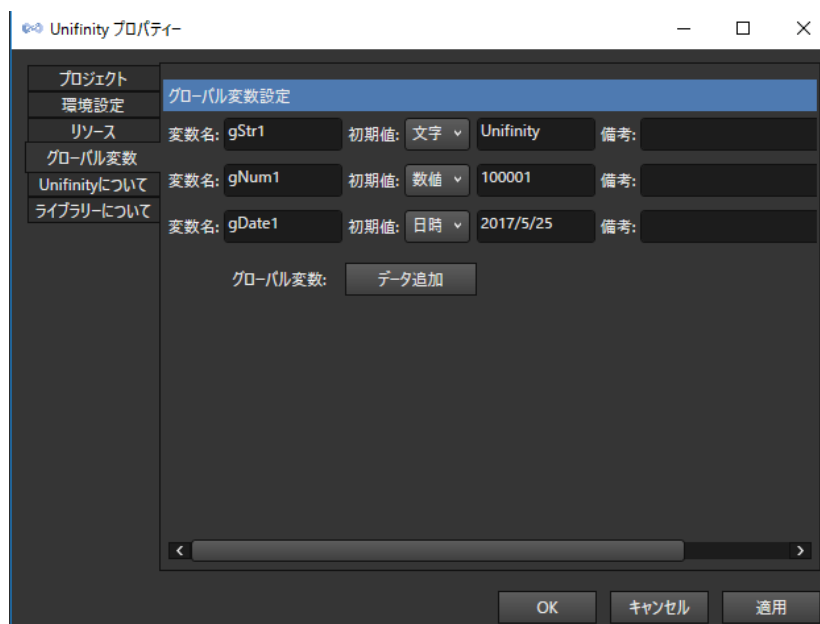 Unifinity プロパティー
プロジェクト
環境設定
リソース
グローバル変数
Unifinityについて
ライブラリーについて
グローバル変数設定
変数名: gStr1 初期値: 文字 Unifinity 備考:
変数名: gNum1 初期値: 数値 100001 備考:
変数名: gDate1 初期値: 日時 2017/5/25 備考:
グローバル変数: データ追加
OK キャンセル 適用